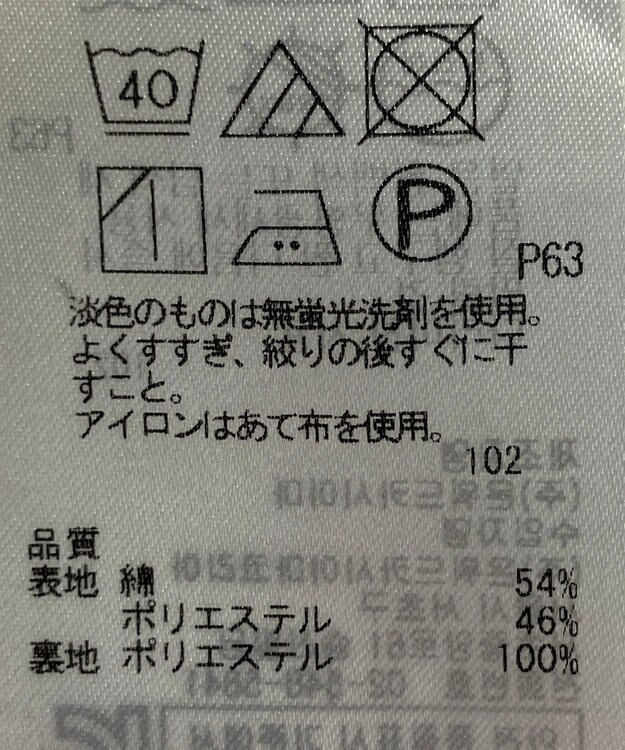 40
P
P63
淡色のものは無蛍光洗剤を使用。
よくすすぎ、絞りの後すぐに干
すこと。
アイロンはあて布を使用。
102
品質
表地 綿 54%
ポリエステル 46%
裏地 ポリエステル 100%